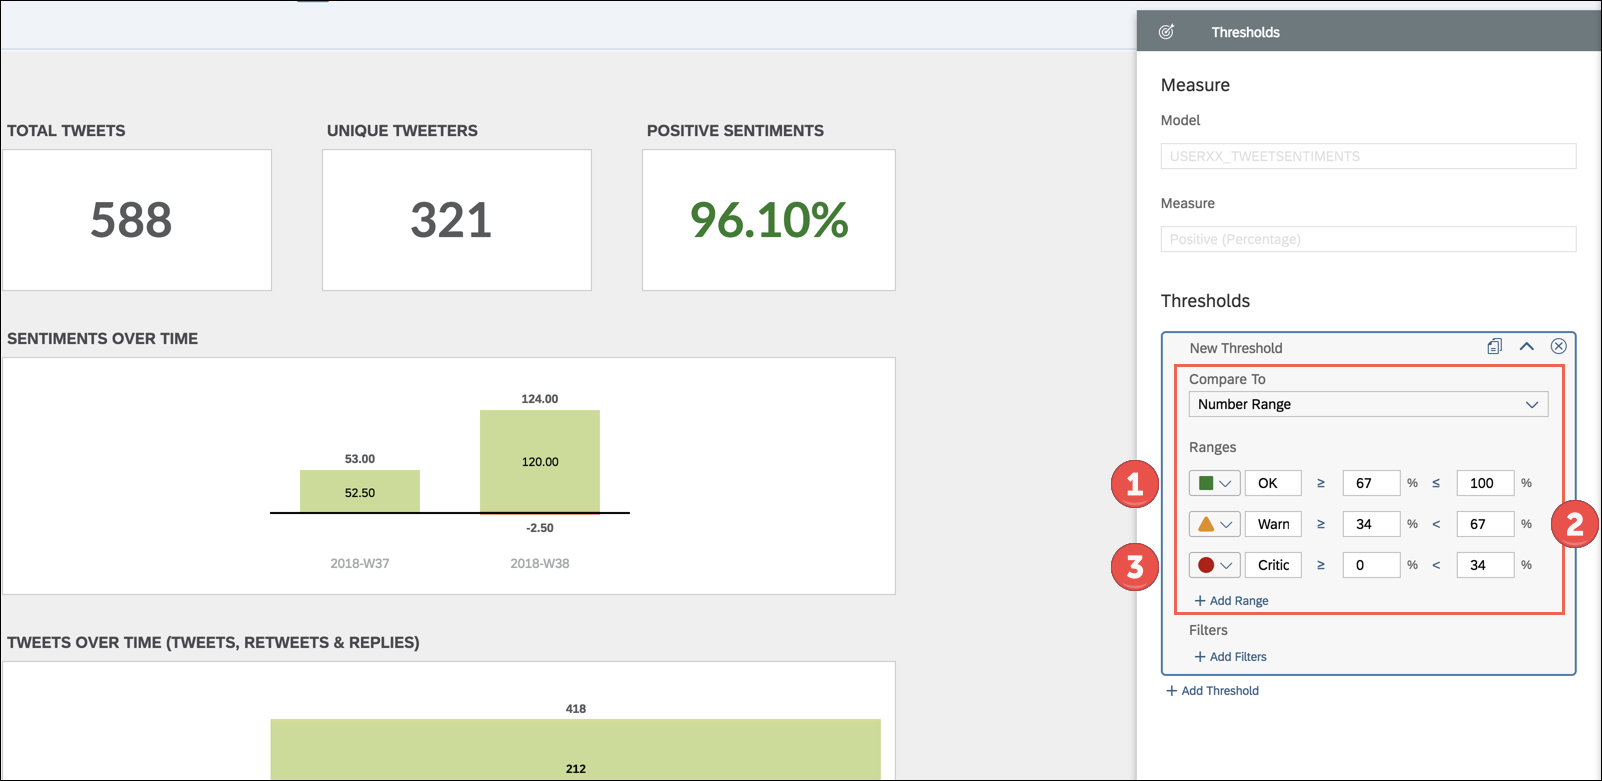 Thresholds
TOTAL TWEETS
UNIQUE TWEETERS
POSITIVE SENTIMENTS
588
321
96.10%
SENTIMENTS OVER TIME
124.00
53.00
120.00
52.50
-2.50
2018-W37
2018-W38
TWEETS OVER TIME (TWEETS, RETWEETS & REPLIES)
418
212
Measure
Model
USERXX_TWEETSENTIMENTS
Measure
Positive (Percentage)
Thresholds
New Threshold
Compare To
Number Range
Ranges
1 OK ≥ 67 % ≤ 100 %
Warn ≥ 34 % < 67 % 2
3 Critic ≥ 0 % < 34 %
+ Add Range
Filters
+ Add Filters
+ Add Threshold